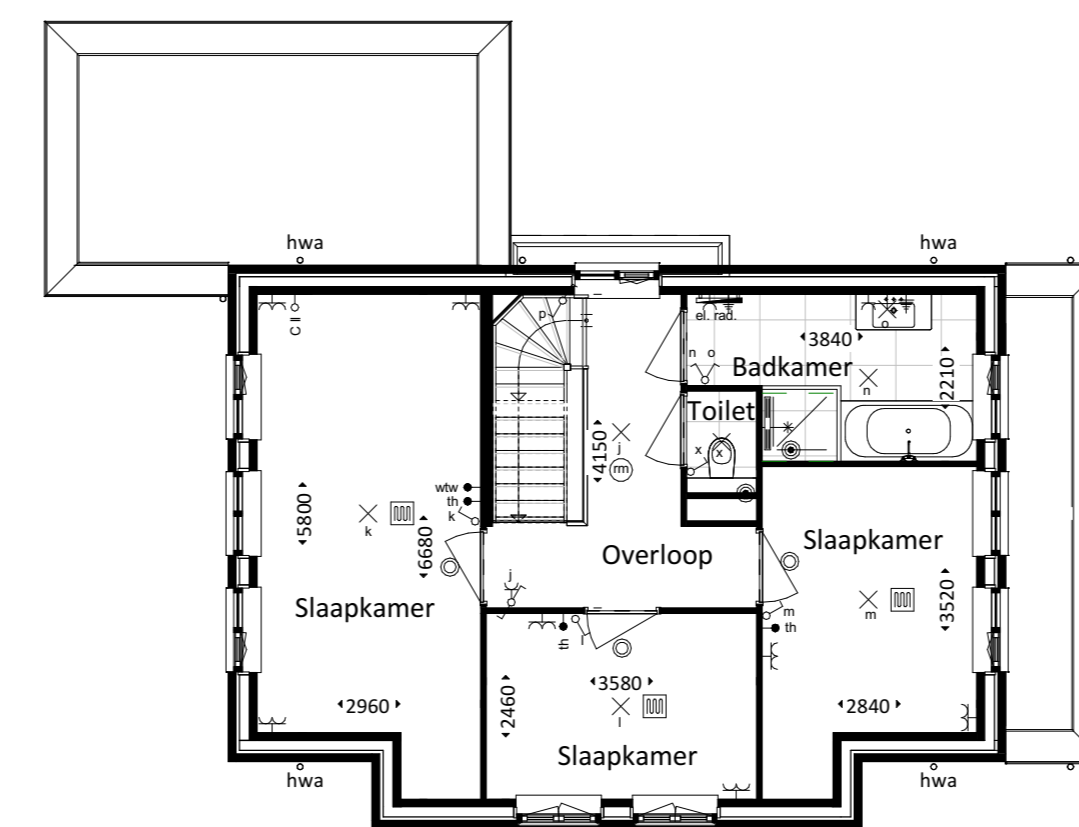 hwa
hwa
C II
p
el. rad.
o
3840
n o
Badkamer
n
2210
Toilet
j
4150
rm
x
x
wtw
th
k
5800
k
6680
Overloop
Slaapkamer
j
Slaapkamer
m
3520
m
th
th
l
3580
2460
l
2960
2840
Slaapkamer
hwa
hwa